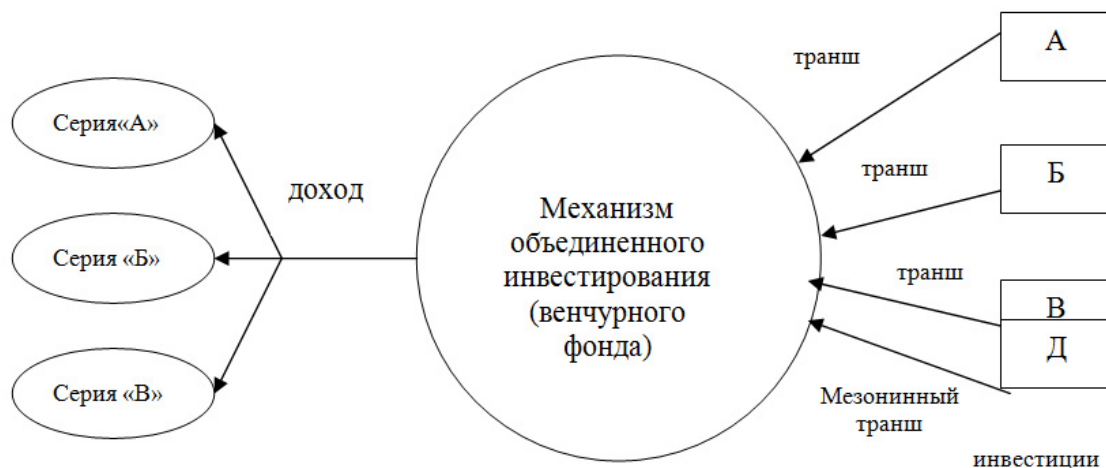 Серия«А»
Серия «Б»
Серия «В»
доход
Механизм
объединенного
инвестирования
(венчурного
фонда)
транш
А
транш
Б
транш
В
Д
Мезонинный
транш
инвестиции